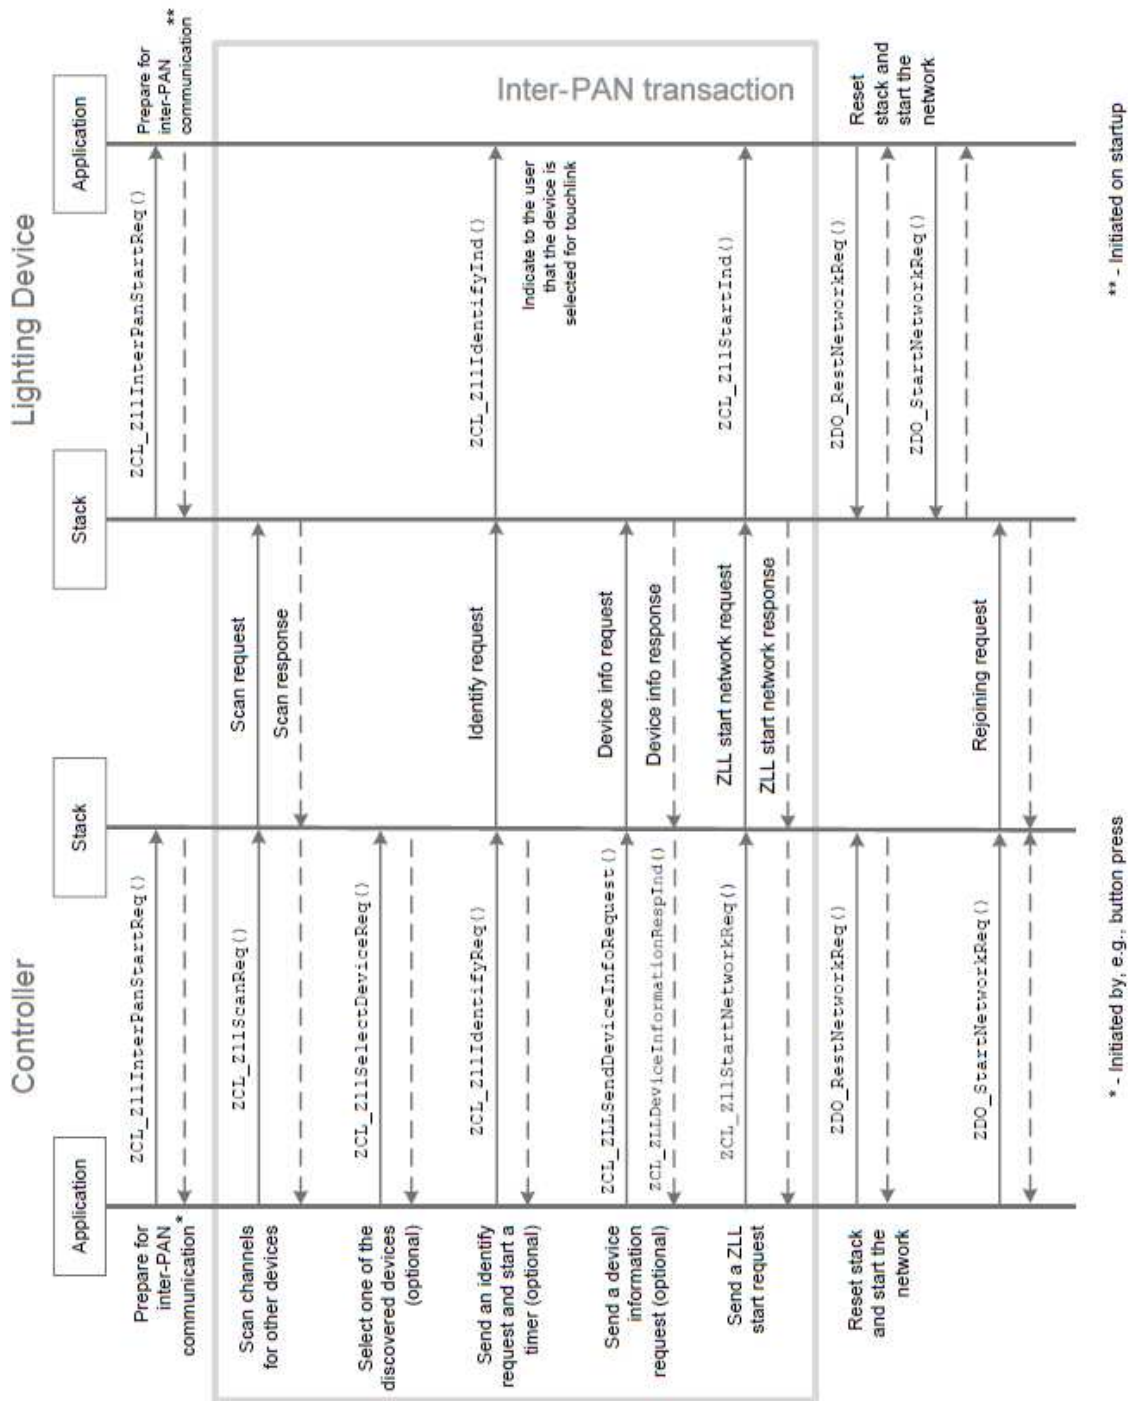 Controller
Lighting Device
Application
Stack
Stack
Application
Prepare for
inter-PAN
communication*
ZCL_ZllInterPanStartReq()
ZCL_ZllInterPanStartReq()
Prepare for
inter-PAN
communication**
Inter-PAN transaction
Scan channels
for other devices
ZCL_ZllScanReq()
Scan request
Scan response
Select one of the
discovered devices
(optional)
ZCL_ZllSelectDeviceReq()
Send an identify
request and start a
timer (optional)
ZCL_ZllIdentifyReq()
Identify request
ZCL_ZllIdentifyInd()
Indicate to the user
that the device is
selected for touchlink
Send a device
information
request (optional)
ZCL_ZLLSendDeviceInfoRequest()
ZCL_ZLLDeviceInformationRespInd()
Device info request
Device info response
Send a ZLL
start request
ZCL_ZllStartNetworkReq()
ZLL start network request
ZLL start network response
ZCL_ZllStartInd()
Reset stack
and start the
network
ZDO_RestNetworkReq()
ZDO_RestNetworkReq()
Reset
stack and
start the
network
ZDO_StartNetworkReq()
ZDO_StartNetworkReq()
Rejoining request
* - Initiated by, e.g., button press
** - Initiated on startup